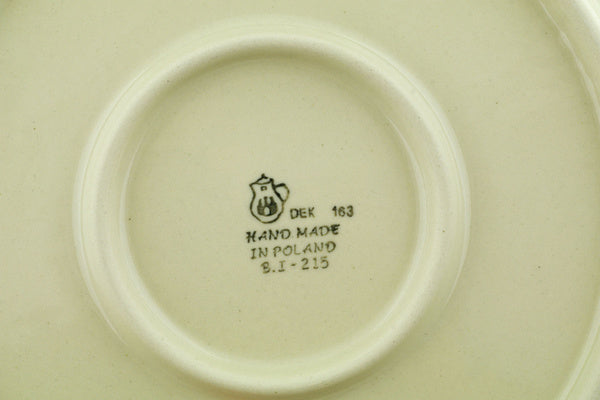 DEK 163
HAND MADE
IN POLAND
B.I-215